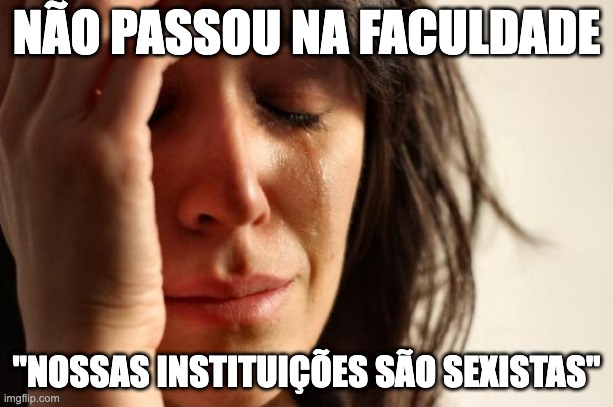 NÃO PASSOU NA FACULDADE
"NOSSAS INSTITUIÇÕES SÃO SEXISTAS"
imgflip.com